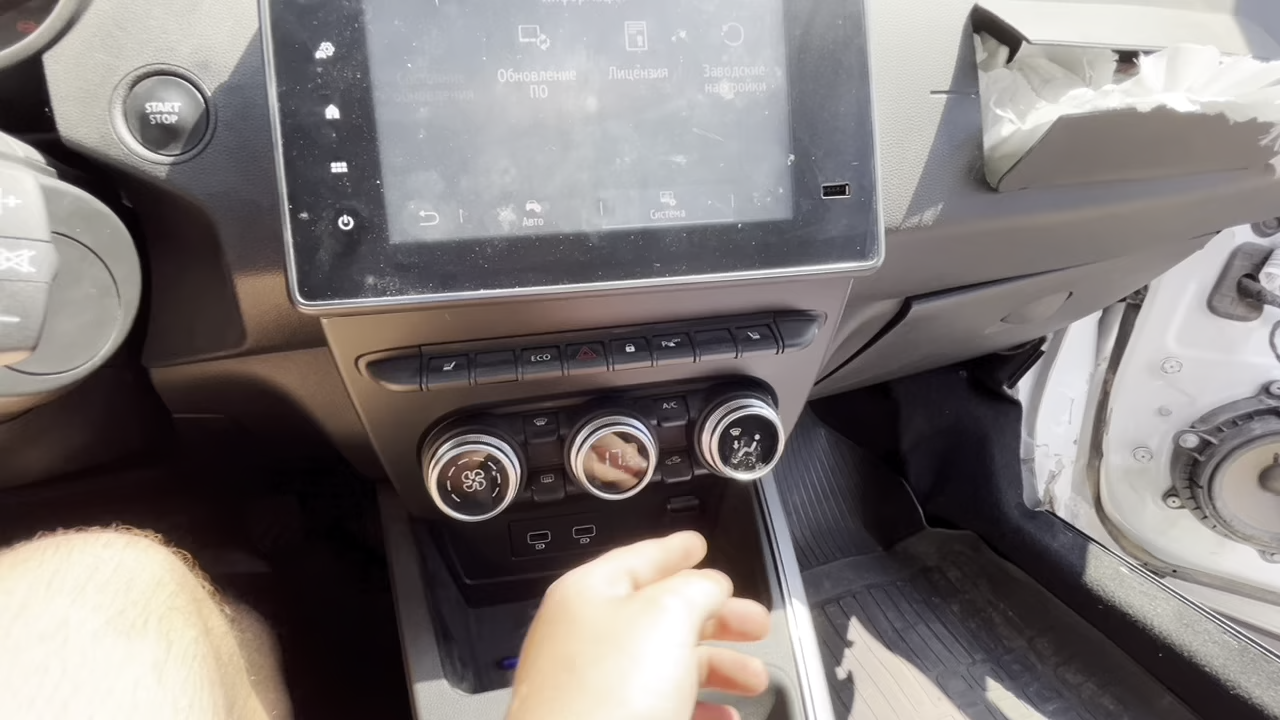 START
STOP
Обновление
ПО
Лицензия
Заводские
настройки
Авто
Система
ECO
A/C